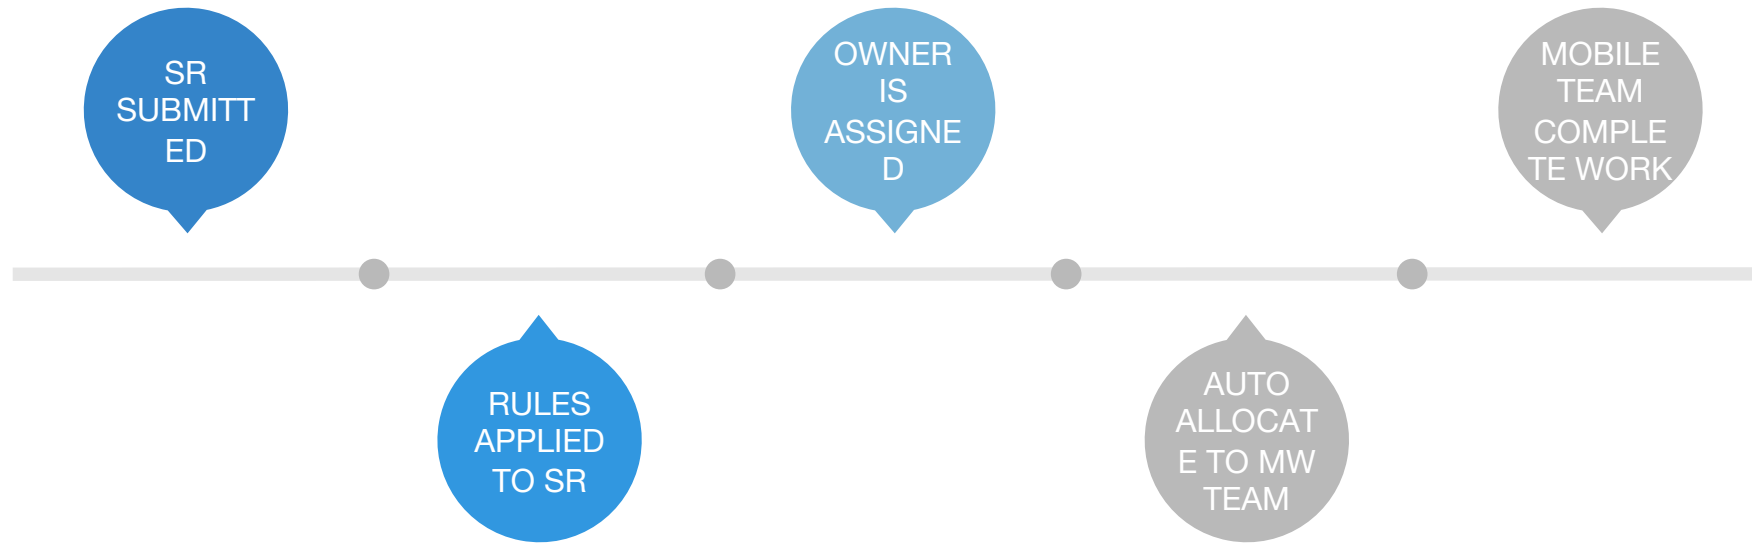 SR
SUBMITT
ED
RULES
APPLIED
TO SR
OWNER
IS
ASSIGNE
D
AUTO
ALLOCAT
E TO MW
TEAM
MOBILE
TEAM
COMPLE
TE WORK